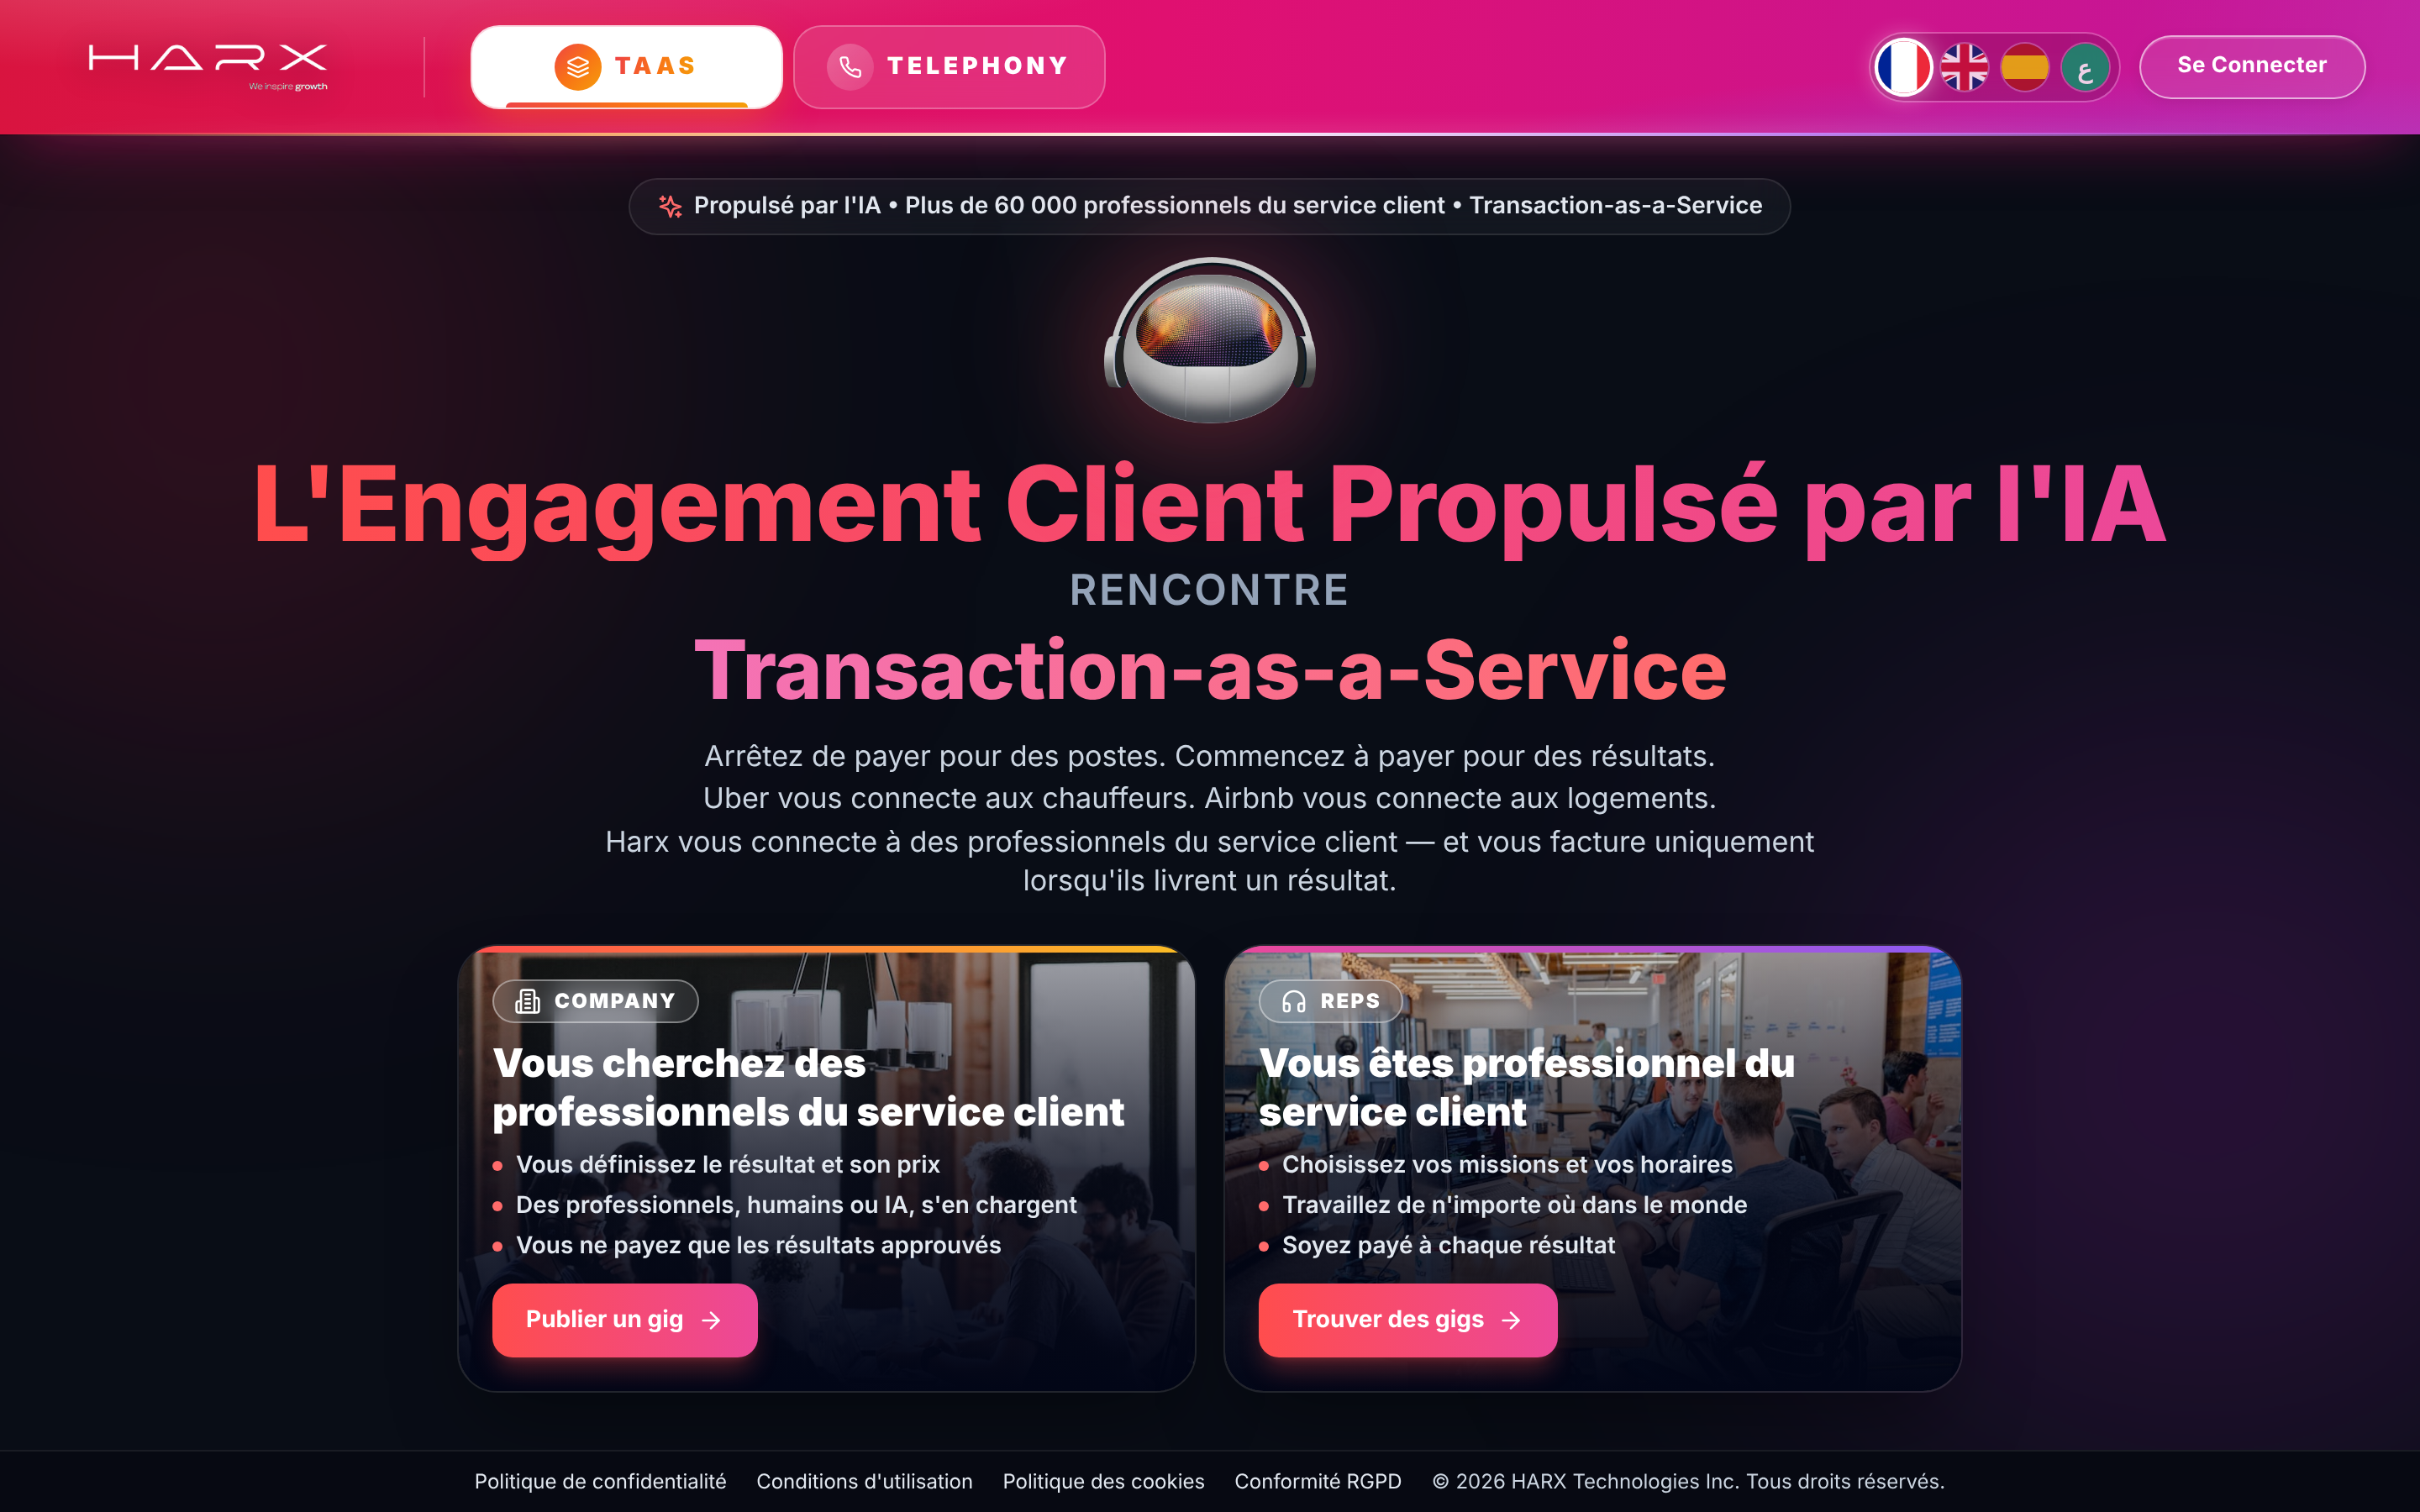 HARX
We inspire growth
TAAS
TELEPHONY
ع
Se Connecter
Propulsé par l'IA • Plus de 60 000 professionnels du service client • Transaction-as-a-Service
L'Engagement Client Propulsé par l'IA
RENCONTRE
Transaction-as-a-Service
Arrêtez de payer pour des postes. Commencez à payer pour des résultats.
Uber vous connecte aux chauffeurs. Airbnb vous connecte aux logements.
Harx vous connecte à des professionnels du service client — et vous facture uniquement
lorsqu'ils livrent un résultat.
COMPANY
Vous cherchez des
professionnels du service client
• Vous définissez le résultat et son prix
• Des professionnels, humains ou IA, s'en chargent
• Vous ne payez que les résultats approuvés
Publier un gig →
REPS
Vous êtes professionnel du
service client
• Choisissez vos missions et vos horaires
• Travaillez de n'importe où dans le monde
• Soyez payé à chaque résultat
Trouver des gigs →
Politique de confidentialité
Conditions d'utilisation
Politique des cookies
Conformité RGPD
© 2026 HARX Technologies Inc. Tous droits réservés.